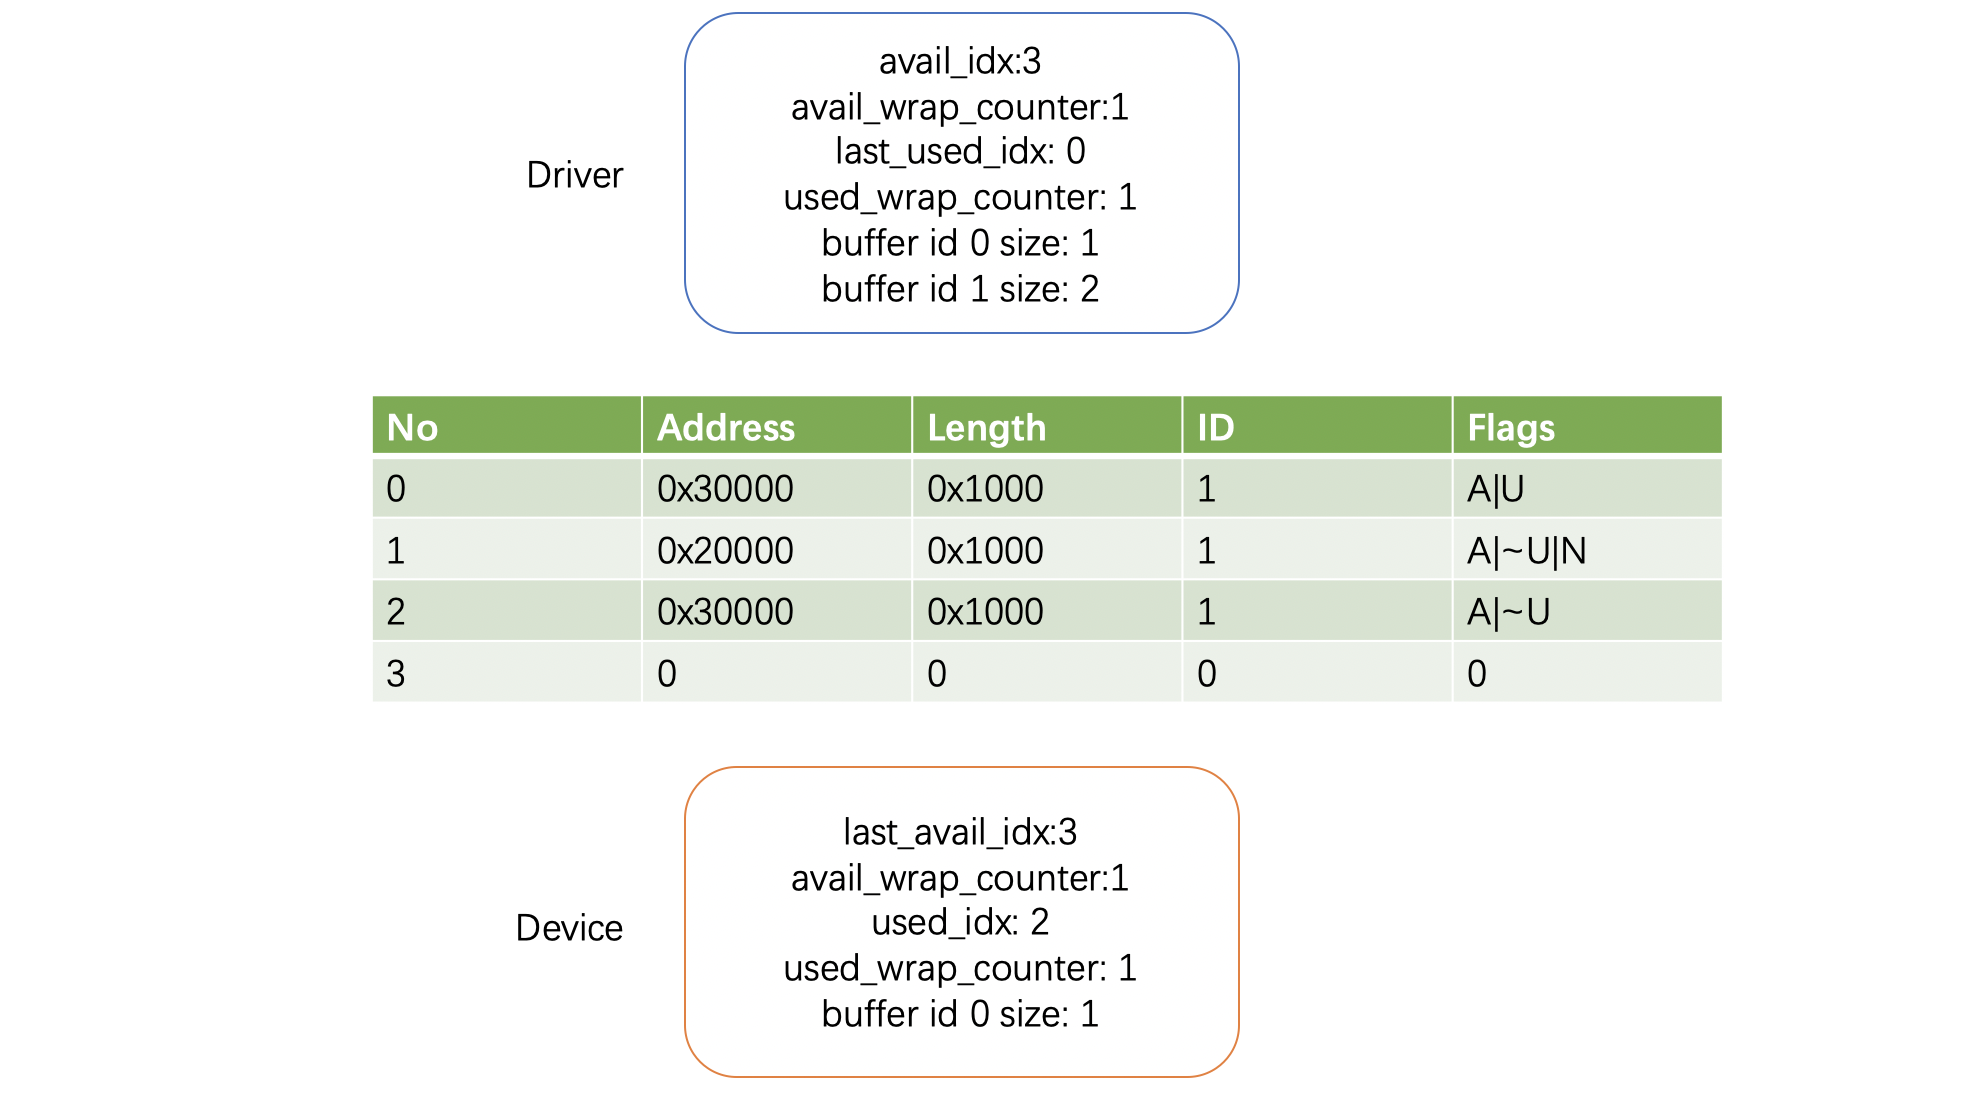 avail_idx:3
avail_wrap_counter:1
last_used_idx: 0
used_wrap_counter: 1
buffer id 0 size: 1
buffer id 1 size: 2
Driver
No Address Length ID Flags
0 0x30000 0x1000 1 A|U
1 0x20000 0x1000 1 A|~U|N
2 0x30000 0x1000 1 A|~U
3 0 0 0 0
last_avail_idx:3
avail_wrap_counter:1
used_idx: 2
used_wrap_counter: 1
buffer id 0 size: 1
Device